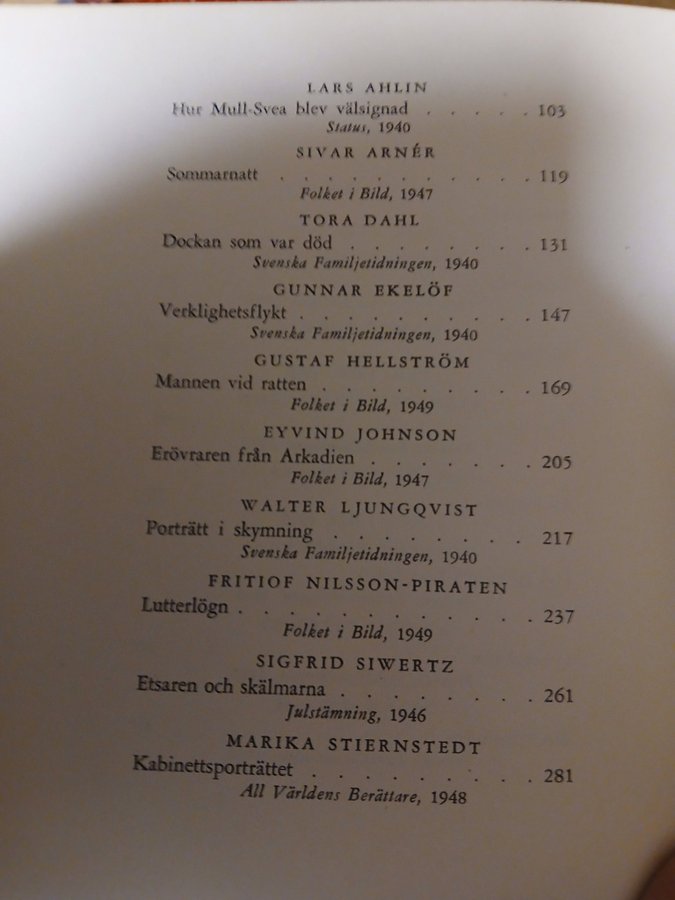 LARS AHLIN
Hur Mull-Svea blev välsignad . . . . . 103
Status, 1940
SIVAR ARNÉR
Sommarnatt . . . . . . . . . . . 119
Folket i Bild, 1947
TORA DAHL
Dockan som var död . . . . . . . . 131
Svenska Familjetidningen, 1940
GUNNAR EKELÖF
Verklighetsflykt . . . . . . . . . . 147
Svenska Familjetidningen, 1940
GUSTAF HELLSTRÖM
Mannen vid ratten . . . . . . . . . 169
Folket i Bild, 1949
EYVIND JOHNSON
Erövraren från Arkadien . . . . . . . 205
Folket i Bild, 1947
WALTER LJUNGQVIST
Porträtt i skymning . . . . . . . . 217
Svenska Familjetidningen, 1940
FRITIOF NILSSON-PIRATEN
Lutterlögn . . . . . . . . . . . . 237
Folket i Bild, 1949
SIGFRID SIWERTZ
Etsaren och skälmarna . . . . . . . . 261
Julstämning, 1946
MARIKA STIERNSTEDT
Kabinettsporträttet . . . . . . . . . 281
All Världens Berättare, 1948